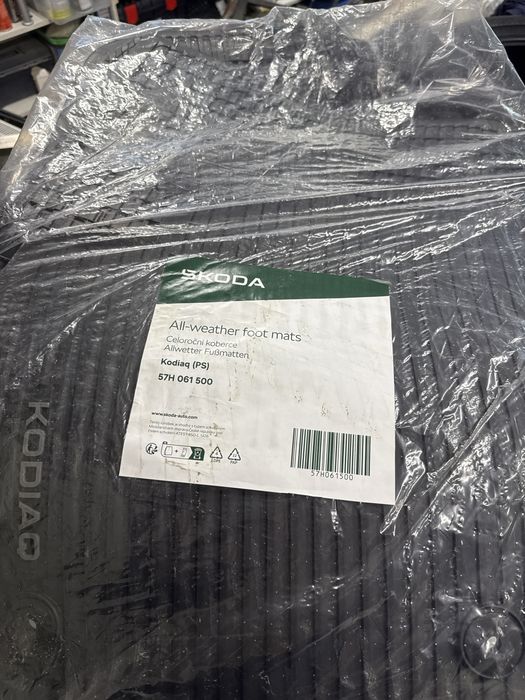 ŠKODA
All-weather foot mats
Celoroční koberce
Allwetter Fußmatten
Kodiaq (PS)
57H 061 500
www.skoda-auto.com
57H061500
KODIAQ